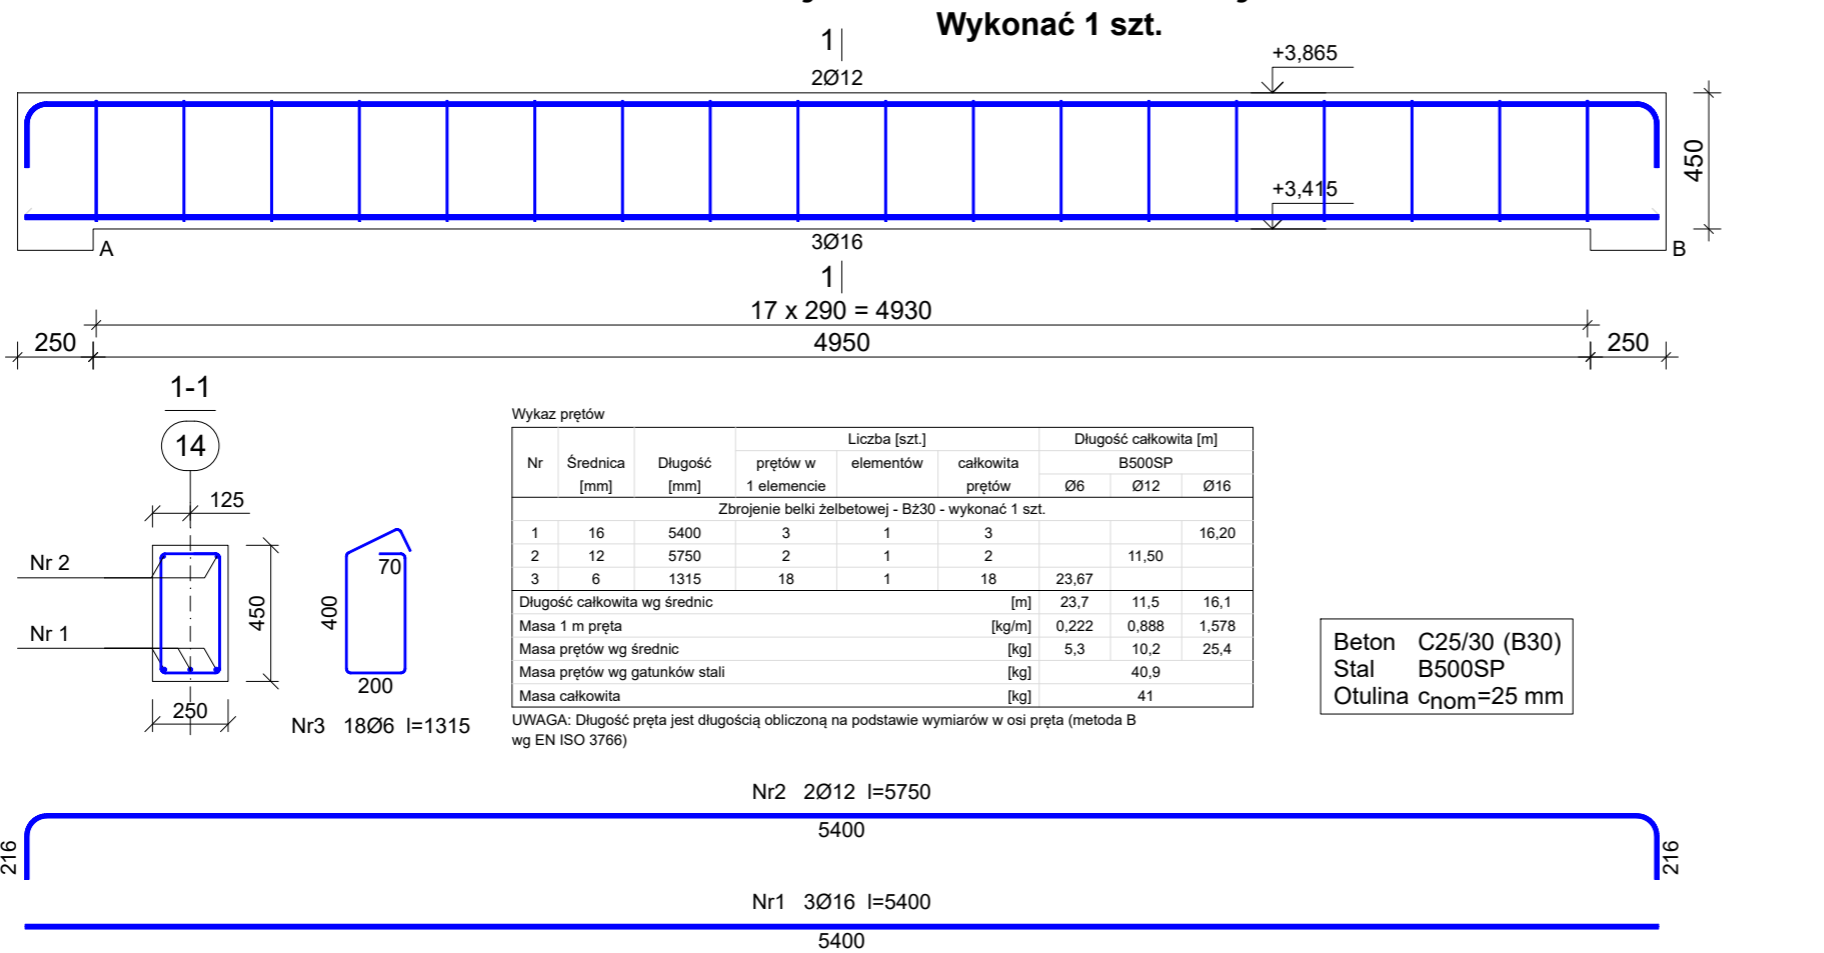 Wykonać 1 szt.
1
2Ø12
+3,865
450
+3,415
A
3Ø16
B
1
17 x 290 = 4930
250
4950
250
1-1
14
125
Nr 2
Nr 1
450
250
400
70
200
Nr3 18Ø6 l=1315
Wykaz prętów
Liczba [szt.] Długość całkowita [m]
Nr Średnica Długość prętów w elementów całkowita B500SP
[mm] [mm] 1 elemencie prętów Ø6 Ø12 Ø16
Zbrojenie belki żelbetowej - Bż30 - wykonać 1 szt.
1 16 5400 3 1 3 16,20
2 12 5750 2 1 2 11,50
3 6 1315 18 1 18 23,67
Długość całkowita wg średnic [m] 23,7 11,5 16,1
Masa 1 m pręta [kg/m] 0,222 0,888 1,578
Masa prętów wg średnic [kg] 5,3 10,2 25,4
Masa prętów wg gatunków stali [kg] 40,9
Masa całkowita [kg] 41
UWAGA: Długość pręta jest długością obliczoną na podstawie wymiarów w osi pręta (metoda B
wg EN ISO 3766)
Beton C25/30 (B30)
Stal B500SP
Otulina cnom=25 mm
Nr2 2Ø12 l=5750
5400
216
216
Nr1 3Ø16 l=5400
5400